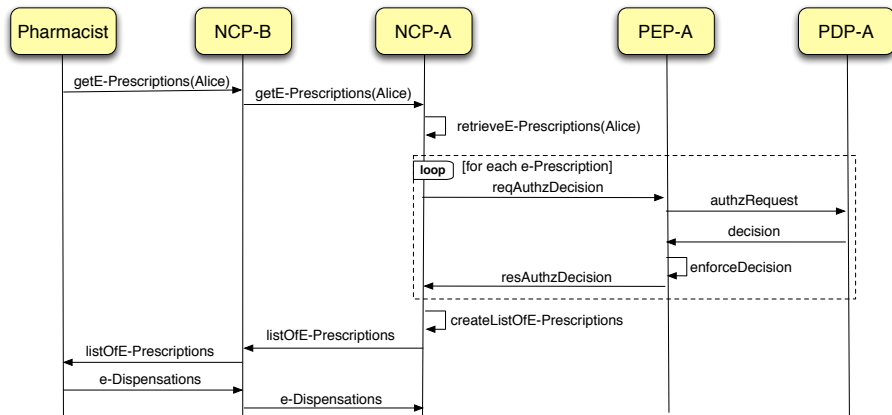 Pharmacist NCP-B NCP-A PEP-A PDP-A
getE-Prescriptions(Alice)
getE-Prescriptions(Alice)
retrieveE-Prescriptions(Alice)
loop [for each e-Prescription]
reqAuthzDecision
authzRequest
decision
enforceDecision
resAuthzDecision
createListOfE-Prescriptions
listOfE-Prescriptions
listOfE-Prescriptions
e-Dispensations
e-Dispensations